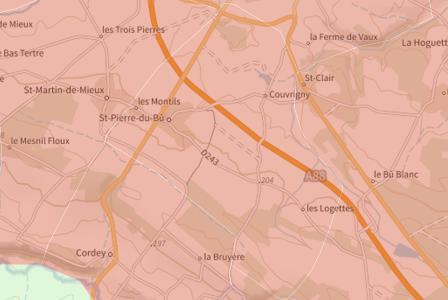 de Mieux
les Trois Pierres
la Ferme de Vaux
Bas Tertre
La Hoguett
St-Clair
St-Martin-de-Mieux
Couvrigny
les Montils
St-Pierre-du-Bû
le Mesnil Floux
D243
204
A88
le Bû Blanc
les Logettes
197
Cordey
la Bruyère